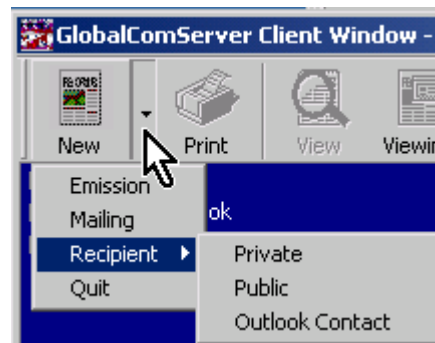 GlobalComServer Client Window -
New Print View Viewin
Emission
Mailing
ok
Recipient Private
Quit Public
Outlook Contact